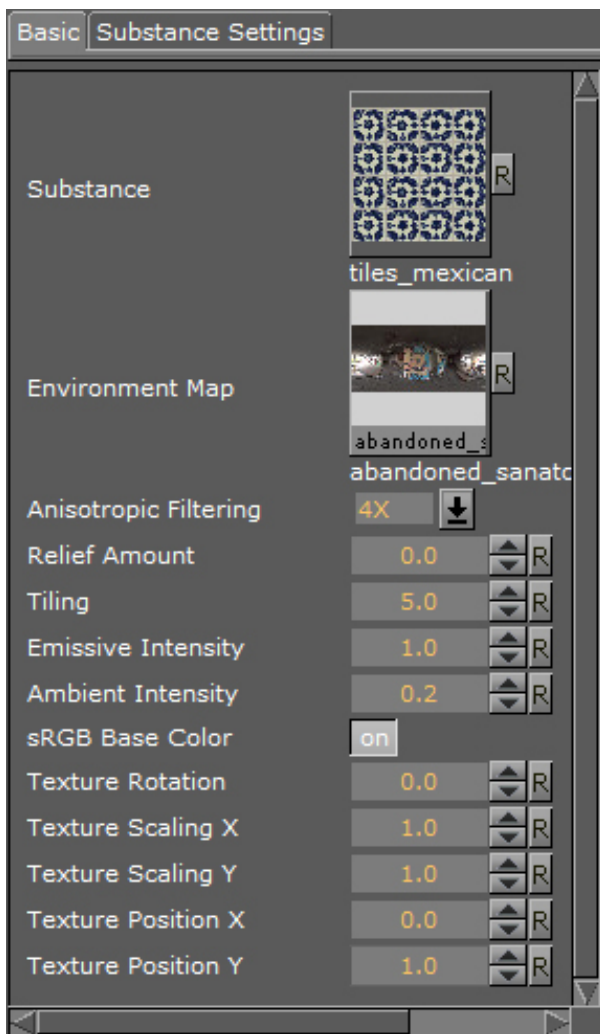 Basic Substance Settings
Substance
R
tiles_mexican
Environment Map
R
abandoned_s
abandoned_sanato
Anisotropic Filtering 4X
Relief Amount 0.0 R
Tiling 5.0 R
Emissive Intensity 1.0 R
Ambient Intensity 0.2 R
sRGB Base Color on
Texture Rotation 0.0 R
Texture Scaling X 1.0 R
Texture Scaling Y 1.0 R
Texture Position X 0.0 R
Texture Position Y 1.0 R